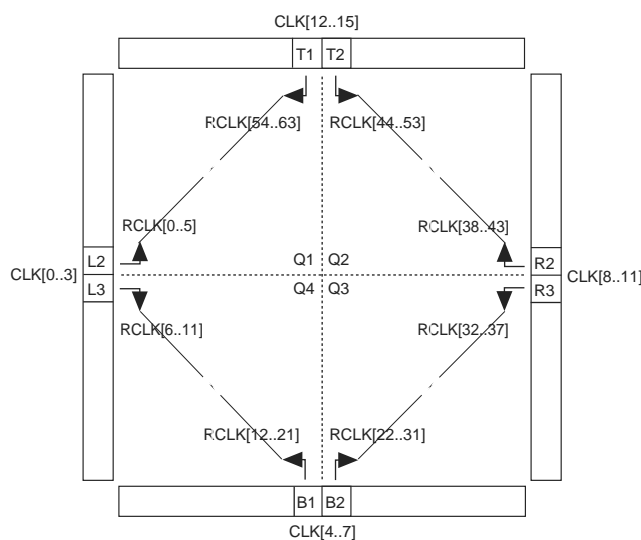 CLK[12..15]
T1 T2
RCLK[54..63] RCLK[44..53]
RCLK[0..5] RCLK[38..43]
L2 Q1 Q2 R2
CLK[0..3] CLK[8..11]
L3 Q4 Q3 R3
RCLK[6..11] RCLK[32..37]
RCLK[12..21] RCLK[22..31]
B1 B2
CLK[4..7]